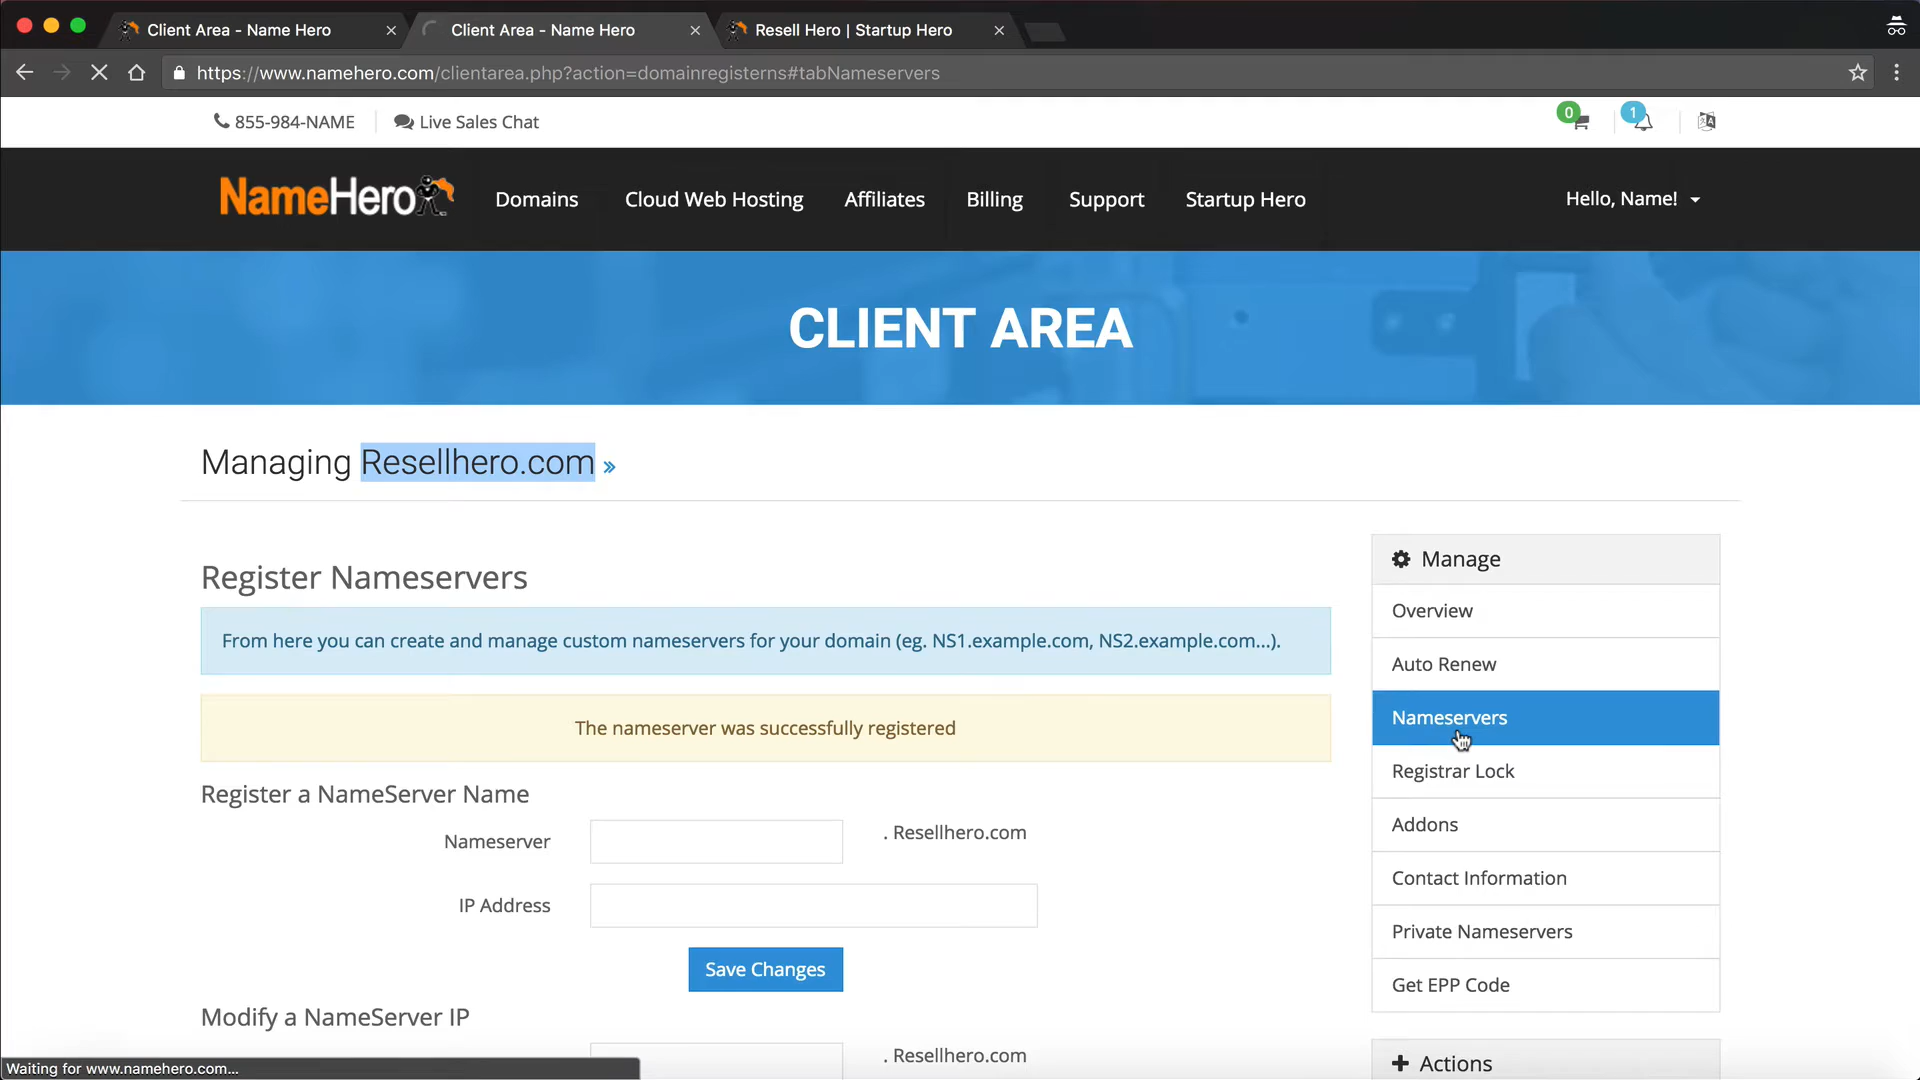 Client Area - Name Hero
Client Area - Name Hero
Resell Hero | Startup Hero
https://www.namehero.com/clientarea.php?action=domainregisterns#tabNameservers
855-984-NAME
Live Sales Chat
0
1
NameHero
Domains
Cloud Web Hosting
Affiliates
Billing
Support
Startup Hero
Hello, Name!
CLIENT AREA
Managing Resellhero.com »
Register Nameservers
From here you can create and manage custom nameservers for your domain (eg. NS1.example.com, NS2.example.com...).
The nameserver was successfully registered
Register a NameServer Name
Nameserver
. Resellhero.com
IP Address
Save Changes
Modify a NameServer IP
. Resellhero.com
Manage
Overview
Auto Renew
Nameservers
Registrar Lock
Addons
Contact Information
Private Nameservers
Get EPP Code
Actions
Waiting for www.namehero.com...